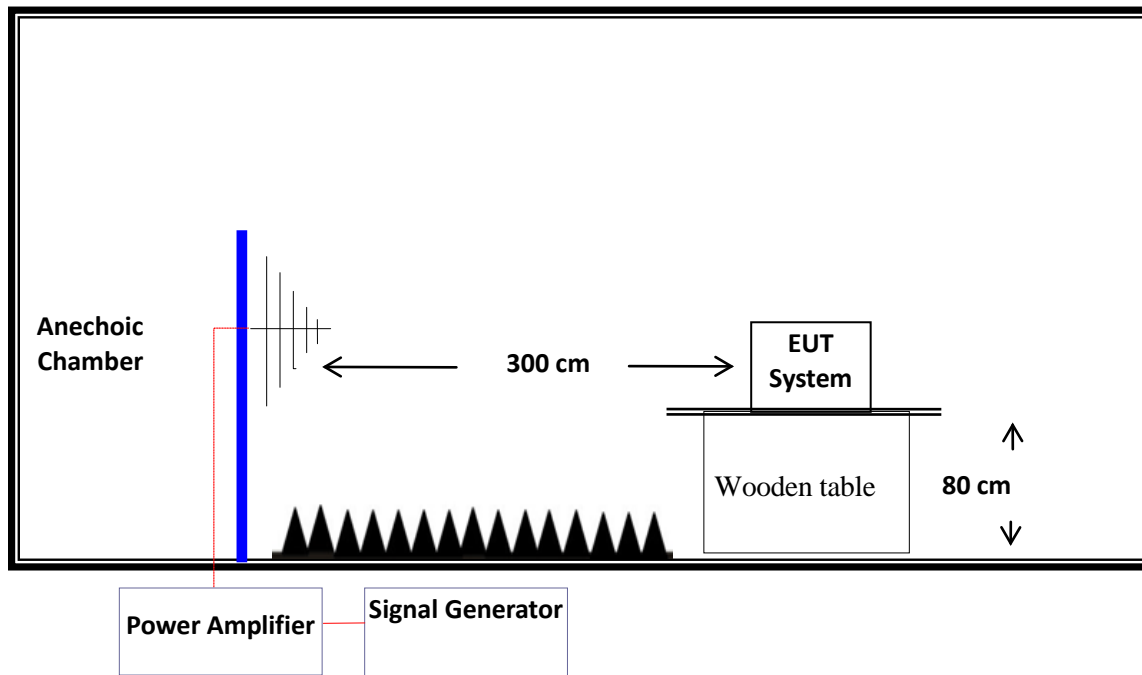 Anechoic
Chamber
300 cm
EUT
System
Wooden table
80 cm
Power Amplifier
Signal Generator